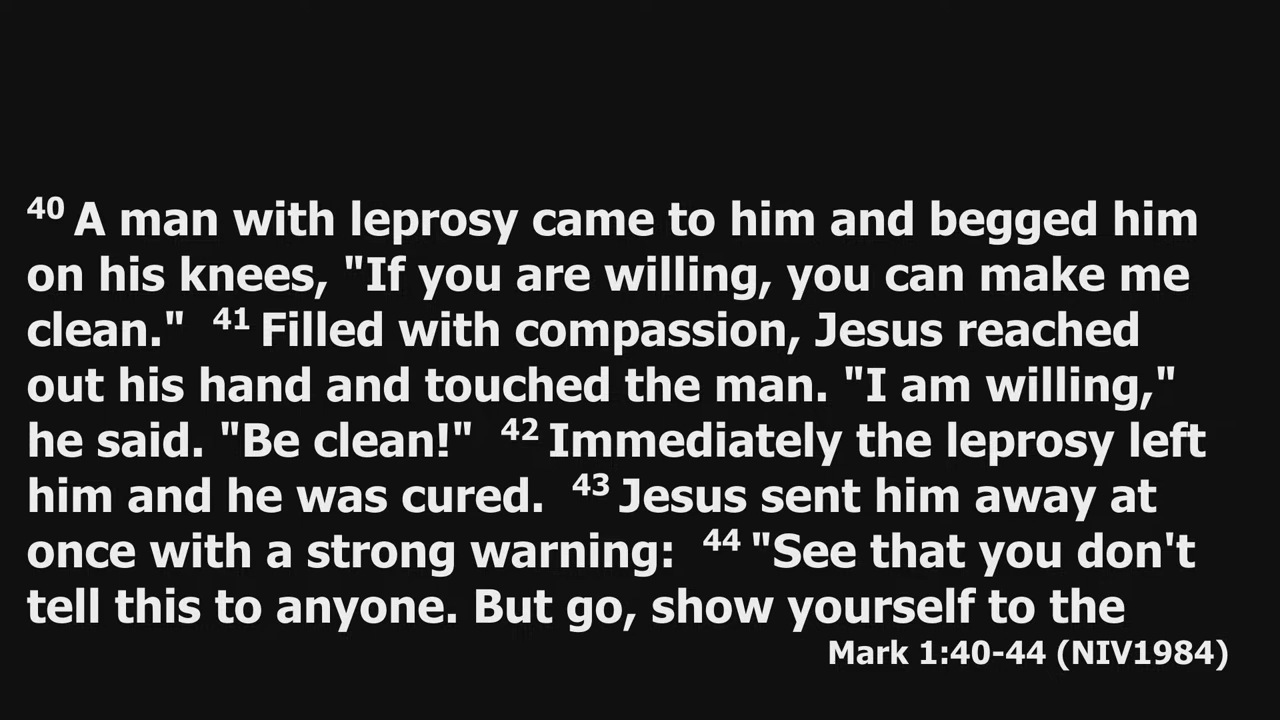 40 A man with leprosy came to him and begged him
on his knees, "If you are willing, you can make me
clean." 41 Filled with compassion, Jesus reached
out his hand and touched the man. "I am willing,"
he said. "Be clean!" 42 Immediately the leprosy left
him and he was cured. 43 Jesus sent him away at
once with a strong warning: 44 "See that you don't
tell this to anyone. But go, show yourself to the
Mark 1:40-44 (NIV1984)